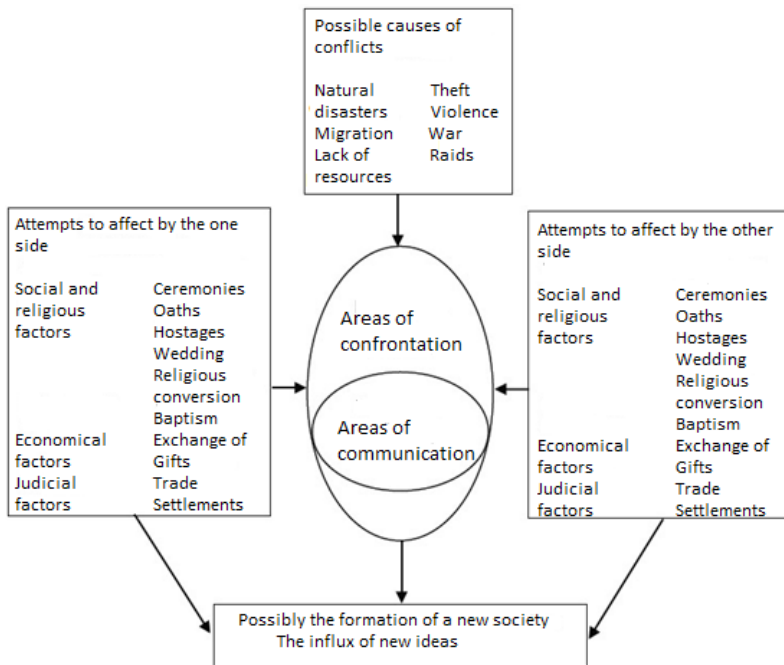 Possible causes of
conflicts
Natural Theft
disasters Violence
Migration War
Lack of Raids
resources
Attempts to affect by the one
side
Social and Ceremonies
religious Oaths
factors Hostages
Wedding
Religious
conversion
Baptism
Economical Exchange of
factors Gifts
Judicial Trade
factors Settlements
Areas of
confrontation
Areas of
communication
Attempts to affect by the other
side
Social and Ceremonies
religious Oaths
factors Hostages
Wedding
Religious
conversion
Baptism
Economical Exchange of
factors Gifts
Judicial Trade
factors Settlements
Possibly the formation of a new society
The influx of new ideas